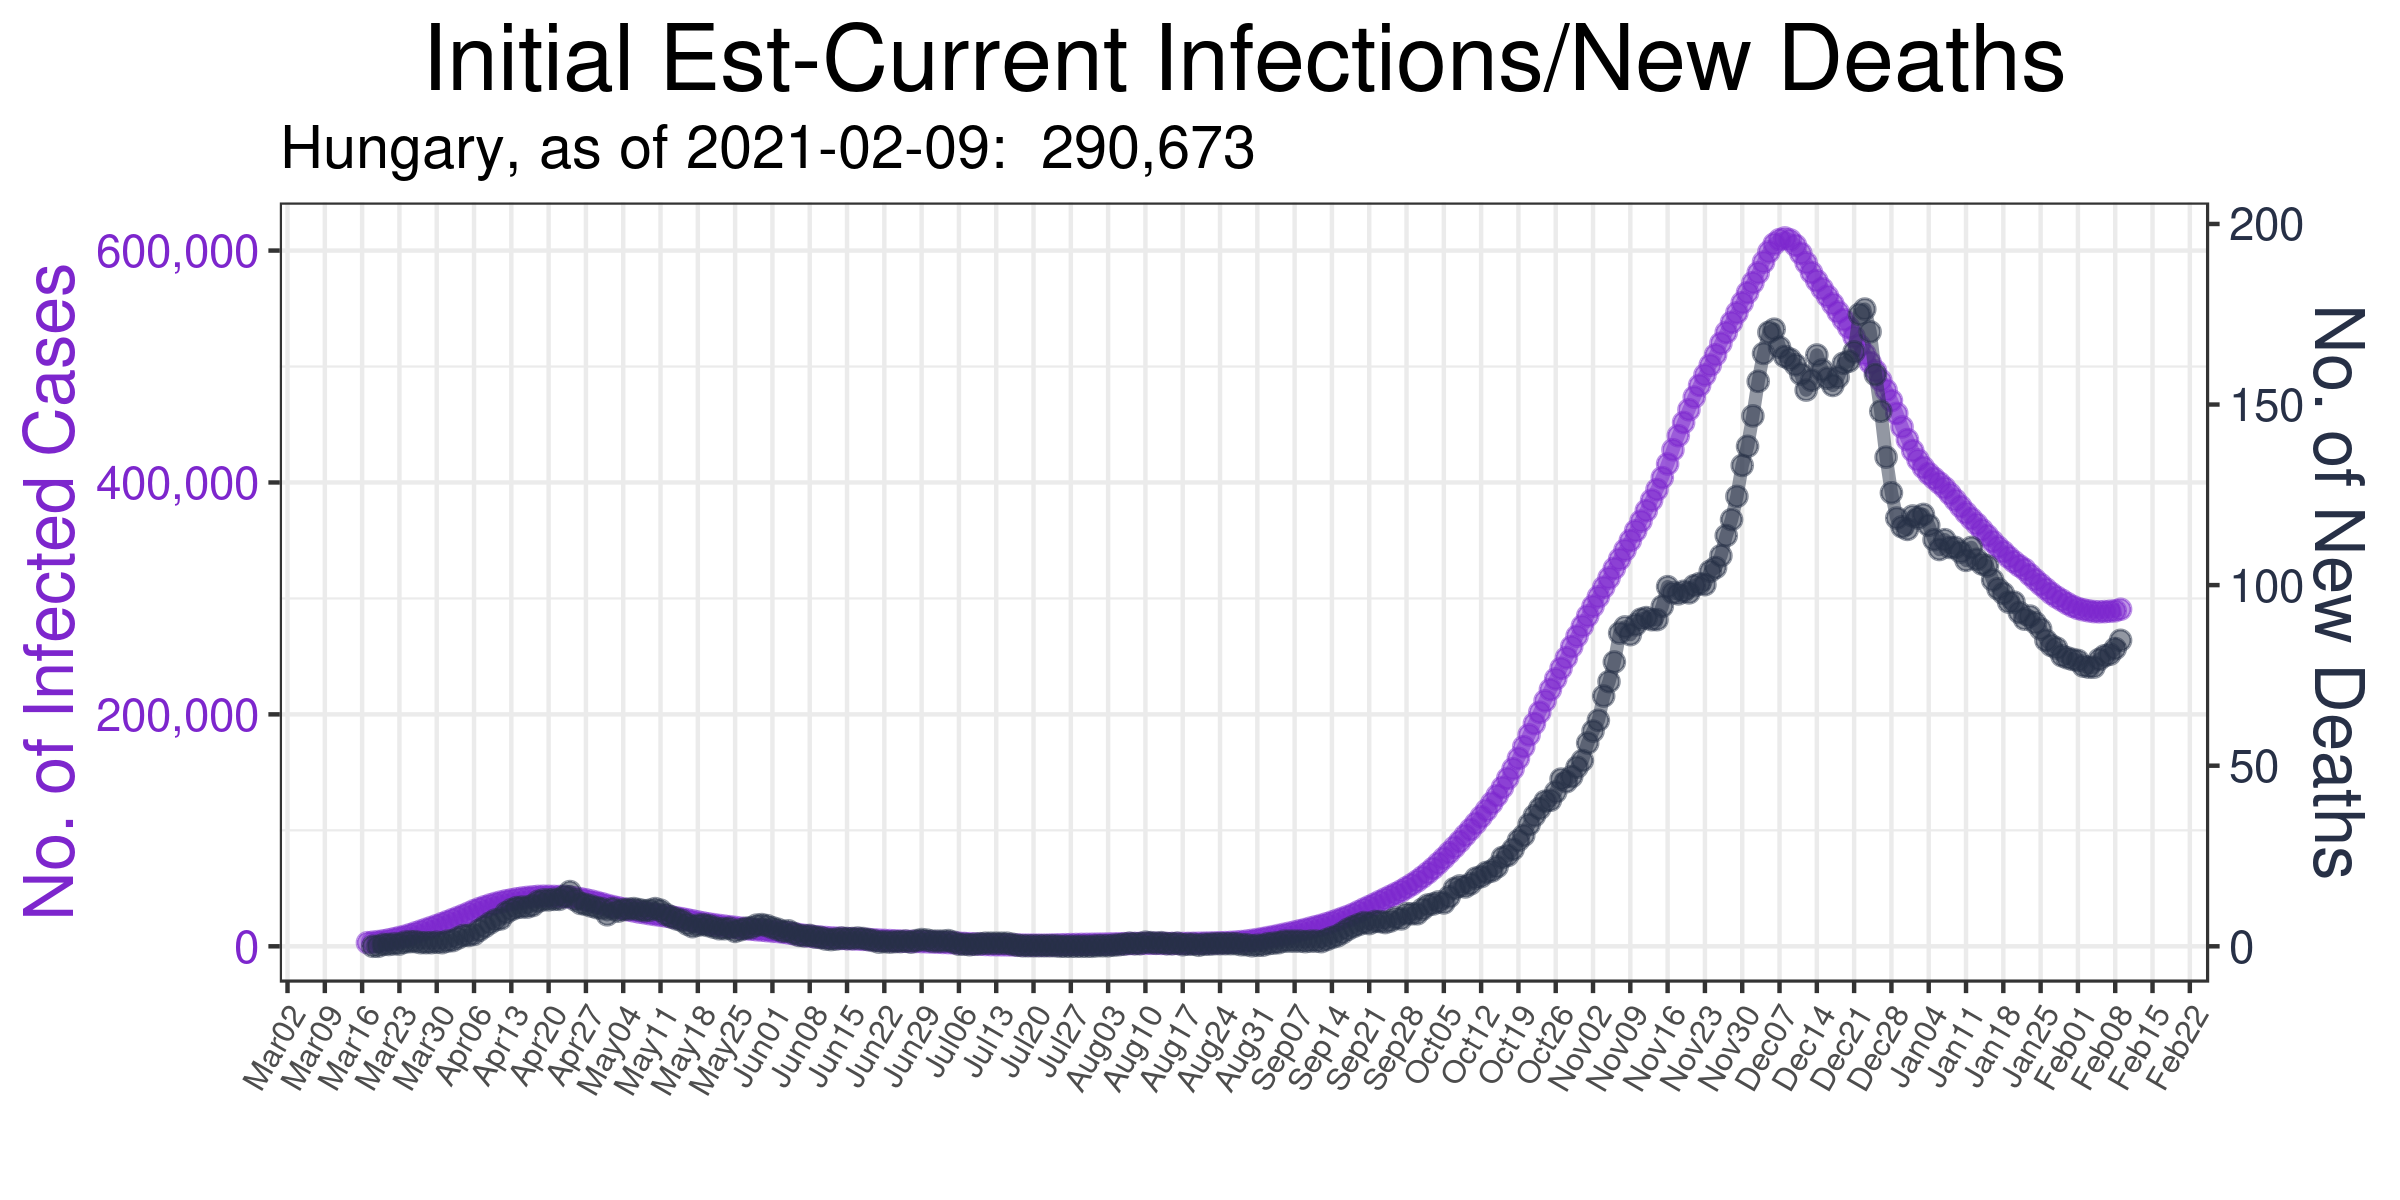 Initial Est-Current Infections/New Deaths
Hungary, as of 2021-02-09:  290,673
No. of Infected Cases
600,000
400,000
200,000
0
200
150
100
50
0
No. of New Deaths
Mar02
Mar09
Mar16
Mar23
Mar30
Apr06
Apr13
Apr20
Apr27
May04
May11
May18
May25
Jun01
Jun08
Jun15
Jun22
Jun29
Jul06
Jul13
Jul20
Jul27
Aug03
Aug10
Aug17
Aug24
Aug31
Sep07
Sep14
Sep21
Sep28
Oct05
Oct12
Oct19
Oct26
Nov02
Nov09
Nov16
Nov23
Nov30
Dec07
Dec14
Dec21
Dec28
Jan04
Jan11
Jan18
Jan25
Feb01
Feb08
Feb15
Feb22